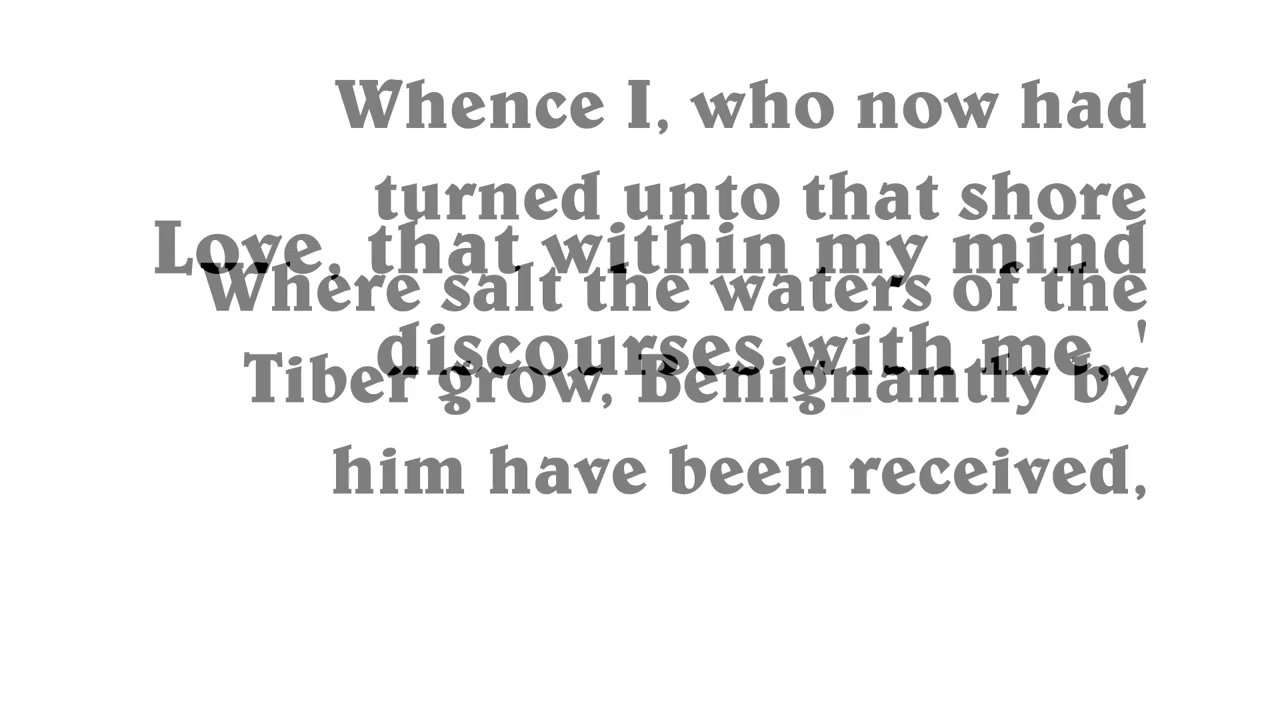 Whence I, who now had
turned unto that shore
Where salt the waters of the
Tiber grow, Benignantly by
him have been received,
Love, that within my mind
discourses with me,'